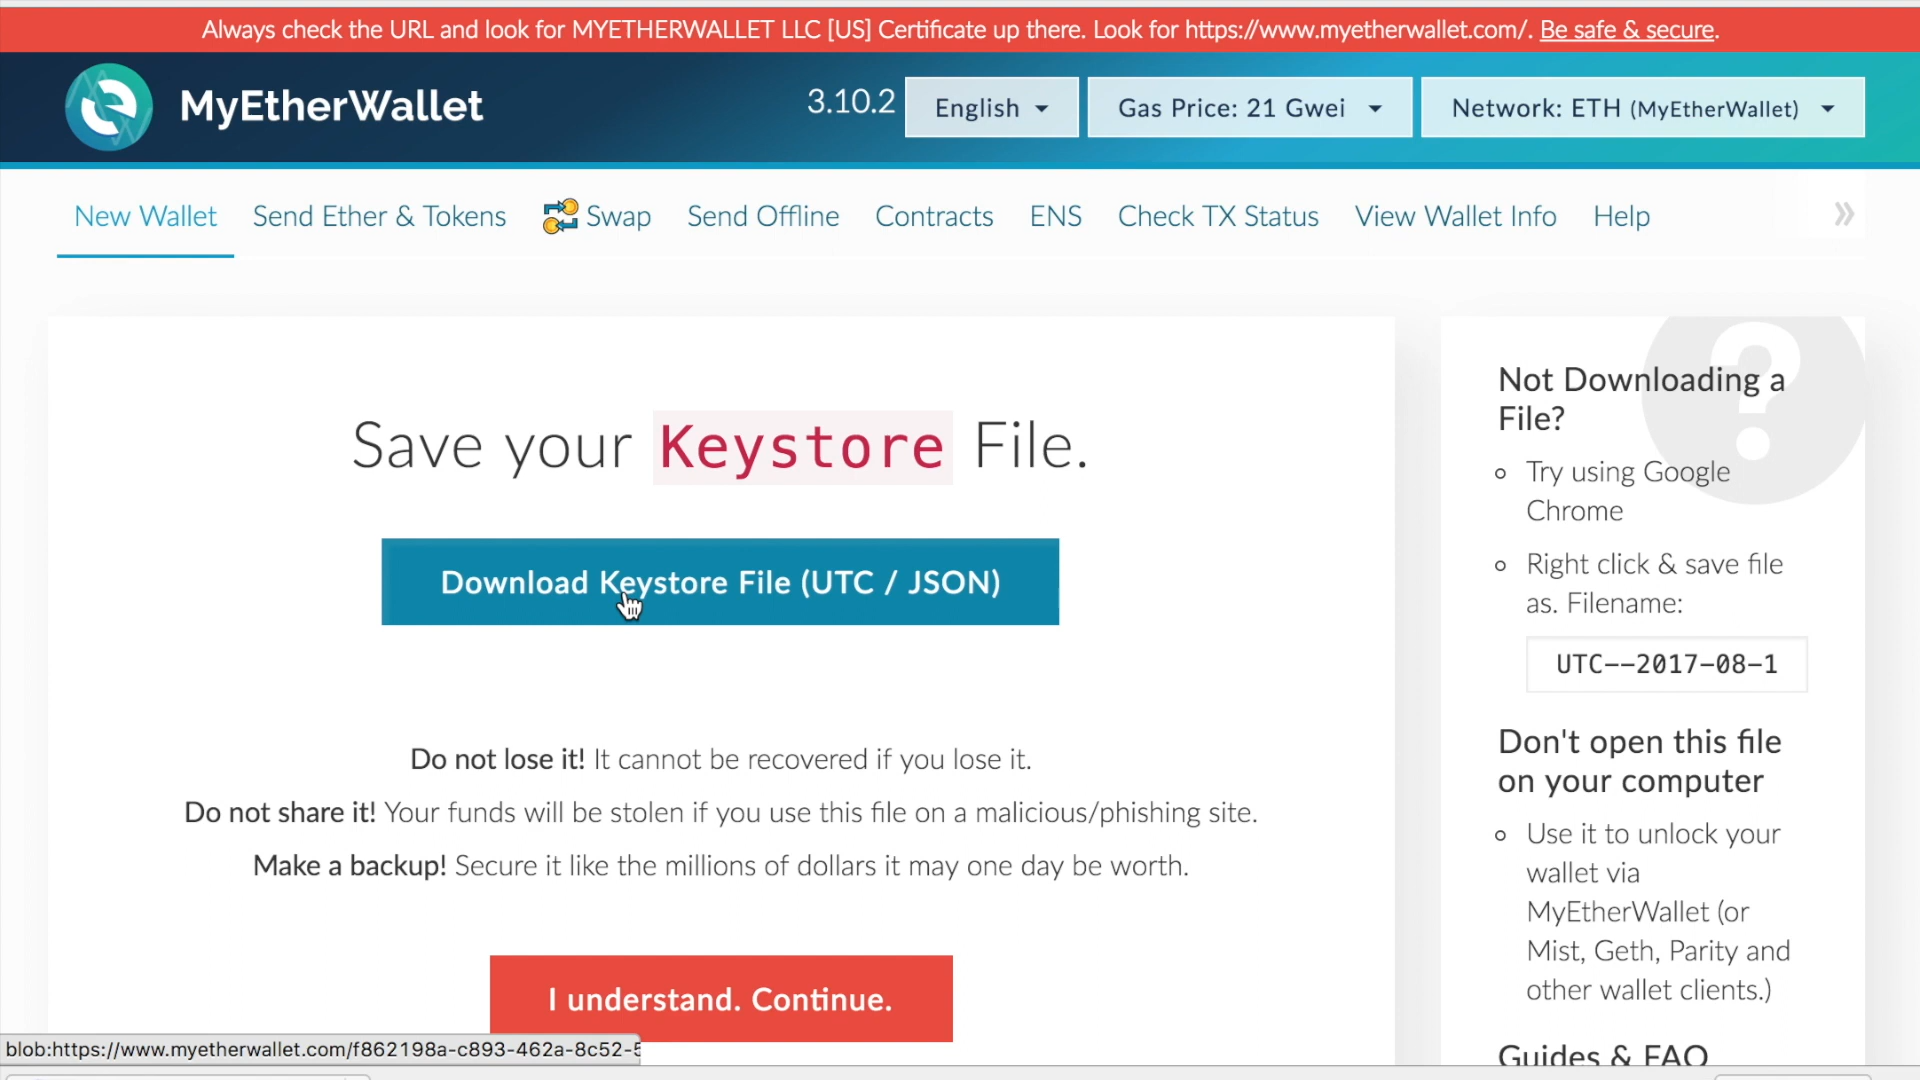 Always check the URL and look for MYETHERWALLET LLC [US] Certificate up there. Look for https://www.myetherwallet.com/. Be safe & secure.
MyEtherWallet
3.10.2
English
Gas Price: 21 Gwei
Network: ETH (MyEtherWallet)
New Wallet
Send Ether & Tokens
Swap
Send Offline
Contracts
ENS
Check TX Status
View Wallet Info
Help
»
Save your Keystore File.
Download Keystore File (UTC / JSON)
Do not lose it! It cannot be recovered if you lose it.
Do not share it! Your funds will be stolen if you use this file on a malicious/phishing site.
Make a backup! Secure it like the millions of dollars it may one day be worth.
I understand. Continue.
?
Not Downloading a
File?
Try using Google
Chrome
Right click & save file
as. Filename:
UTC--2017-08-1
Don't open this file
on your computer
Use it to unlock your
wallet via
MyEtherWallet (or
Mist, Geth, Parity and
other wallet clients.)
Guides & FAQ
blob:https://www.myetherwallet.com/f862198a-c893-462a-8c52-5